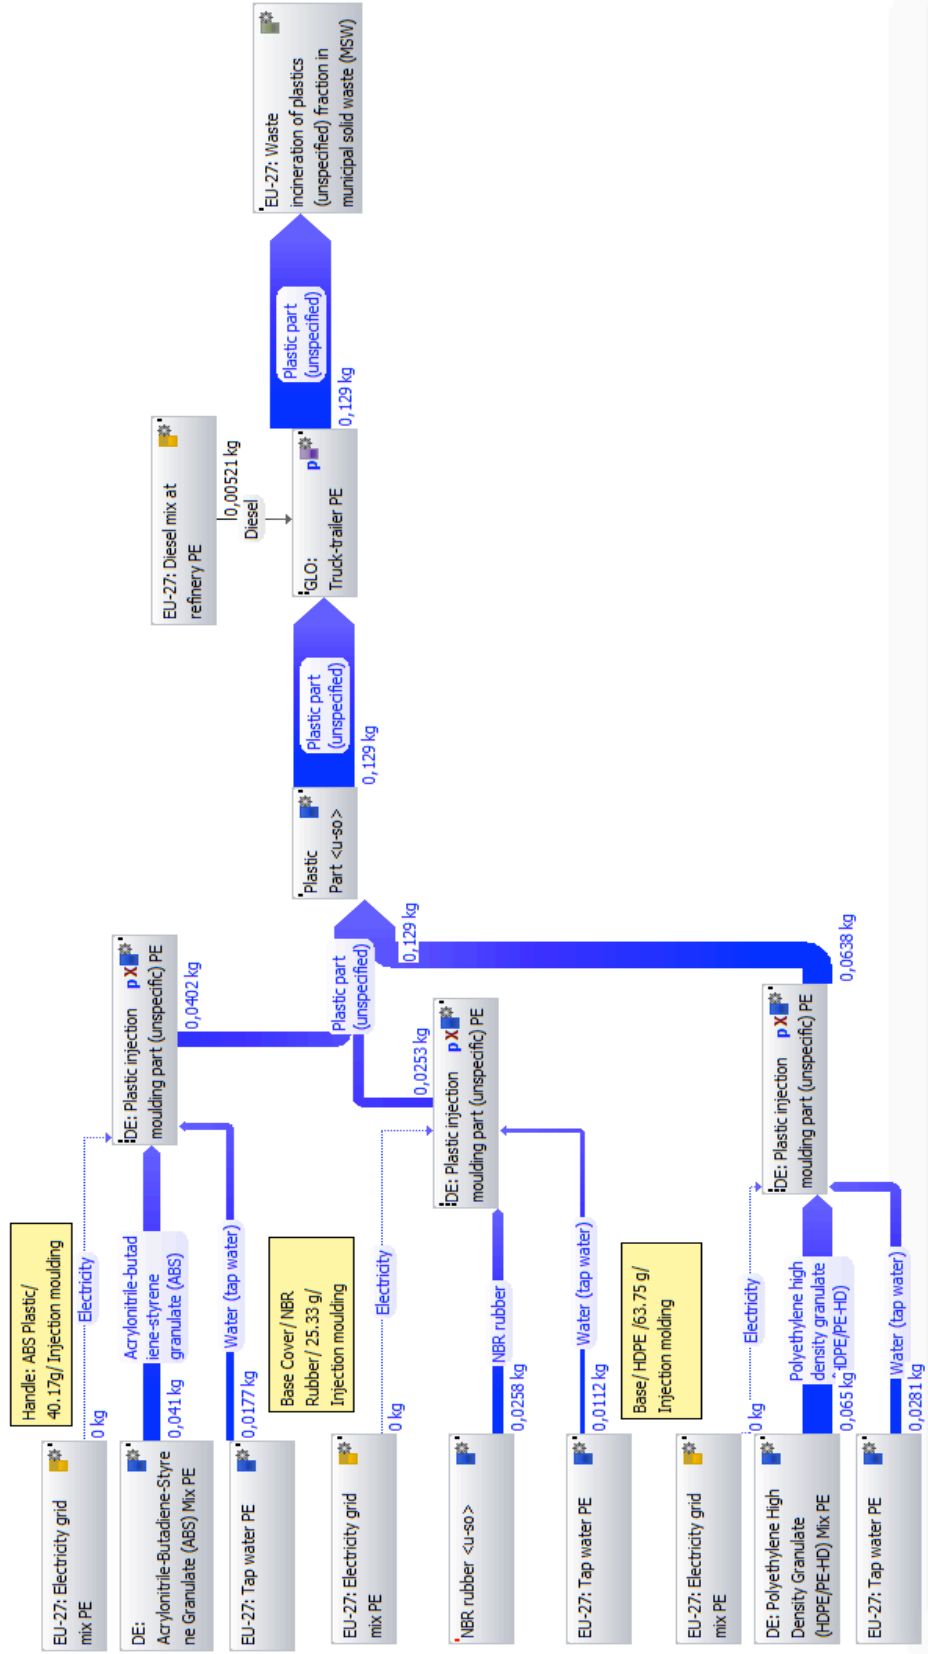 Handle: ABS Plastic/
40.17g/ Injection moulding
EU-27: Electricity grid
mix PE
0 kg
Electricity
DE:
Acrylonitrile-Butadiene-Styre
ne Granulate (ABS) Mix PE
0,041 kg
Acrylonitrile-butad
iene-styrene
granulate (ABS)
EU-27: Tap water PE
0,0177 kg
Water (tap water)
DE: Plastic injection
moulding part (unspecific) PE
pX
0,0402 kg
Base Cover/ NBR
Rubber/ 25.33 g/
Injection moulding
EU-27: Electricity grid
mix PE
0 kg
Electricity
NBR rubber <u-so>
0,0258 kg
NBR rubber
EU-27: Tap water PE
0,0112 kg
Water (tap water)
DE: Plastic injection
moulding part (unspecific) PE
pX
0,0253 kg
Base/ HDPE /63.75 g/
Injection molding
EU-27: Electricity grid
mix PE
0 kg
Electricity
DE: Polyethylene High
Density Granulate
(HDPE/PE-HD) Mix PE
0,065 kg
Polyethylene high
density granulate
HDPE/PE-HD)
EU-27: Tap water PE
0,0281 kg
Water (tap water)
DE: Plastic injection
moulding part (unspecific) PE
pX
0,0638 kg
Plastic part
(unspecified)
0,129 kg
Plastic
Part <u-so>
0,129 kg
Plastic part
(unspecified)
EU-27: Diesel mix at
refinery PE
0,00521 kg
Diesel
GLO:
Truck-trailer PE
p
0,129 kg
Plastic part
(unspecified)
EU-27: Waste
incineration of plastics
(unspecified) fraction in
municipal solid waste (MSW)